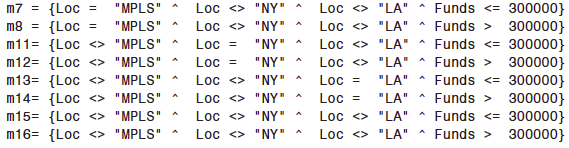 m7 = {Loc =  "MPLS" ^  Loc <> "NY" ^  Loc <> "LA" ^ Funds <= 300000}
m8 = {Loc =  "MPLS" ^  Loc <> "NY" ^  Loc <> "LA" ^ Funds >  300000}
m11= {Loc <> "MPLS" ^  Loc =  "NY" ^  Loc <> "LA" ^ Funds <= 300000}
m12= {Loc <> "MPLS" ^  Loc =  "NY" ^  Loc <> "LA" ^ Funds >  300000}
m13= {Loc <> "MPLS" ^  Loc <> "NY" ^  Loc =  "LA" ^ Funds <= 300000}
m14= {Loc <> "MPLS" ^  Loc <> "NY" ^  Loc =  "LA" ^ Funds >  300000}
m15= {Loc <> "MPLS" ^  Loc <> "NY" ^  Loc <> "LA" ^ Funds <= 300000}
m16= {Loc <> "MPLS" ^  Loc <> "NY" ^  Loc <> "LA" ^ Funds >  300000}